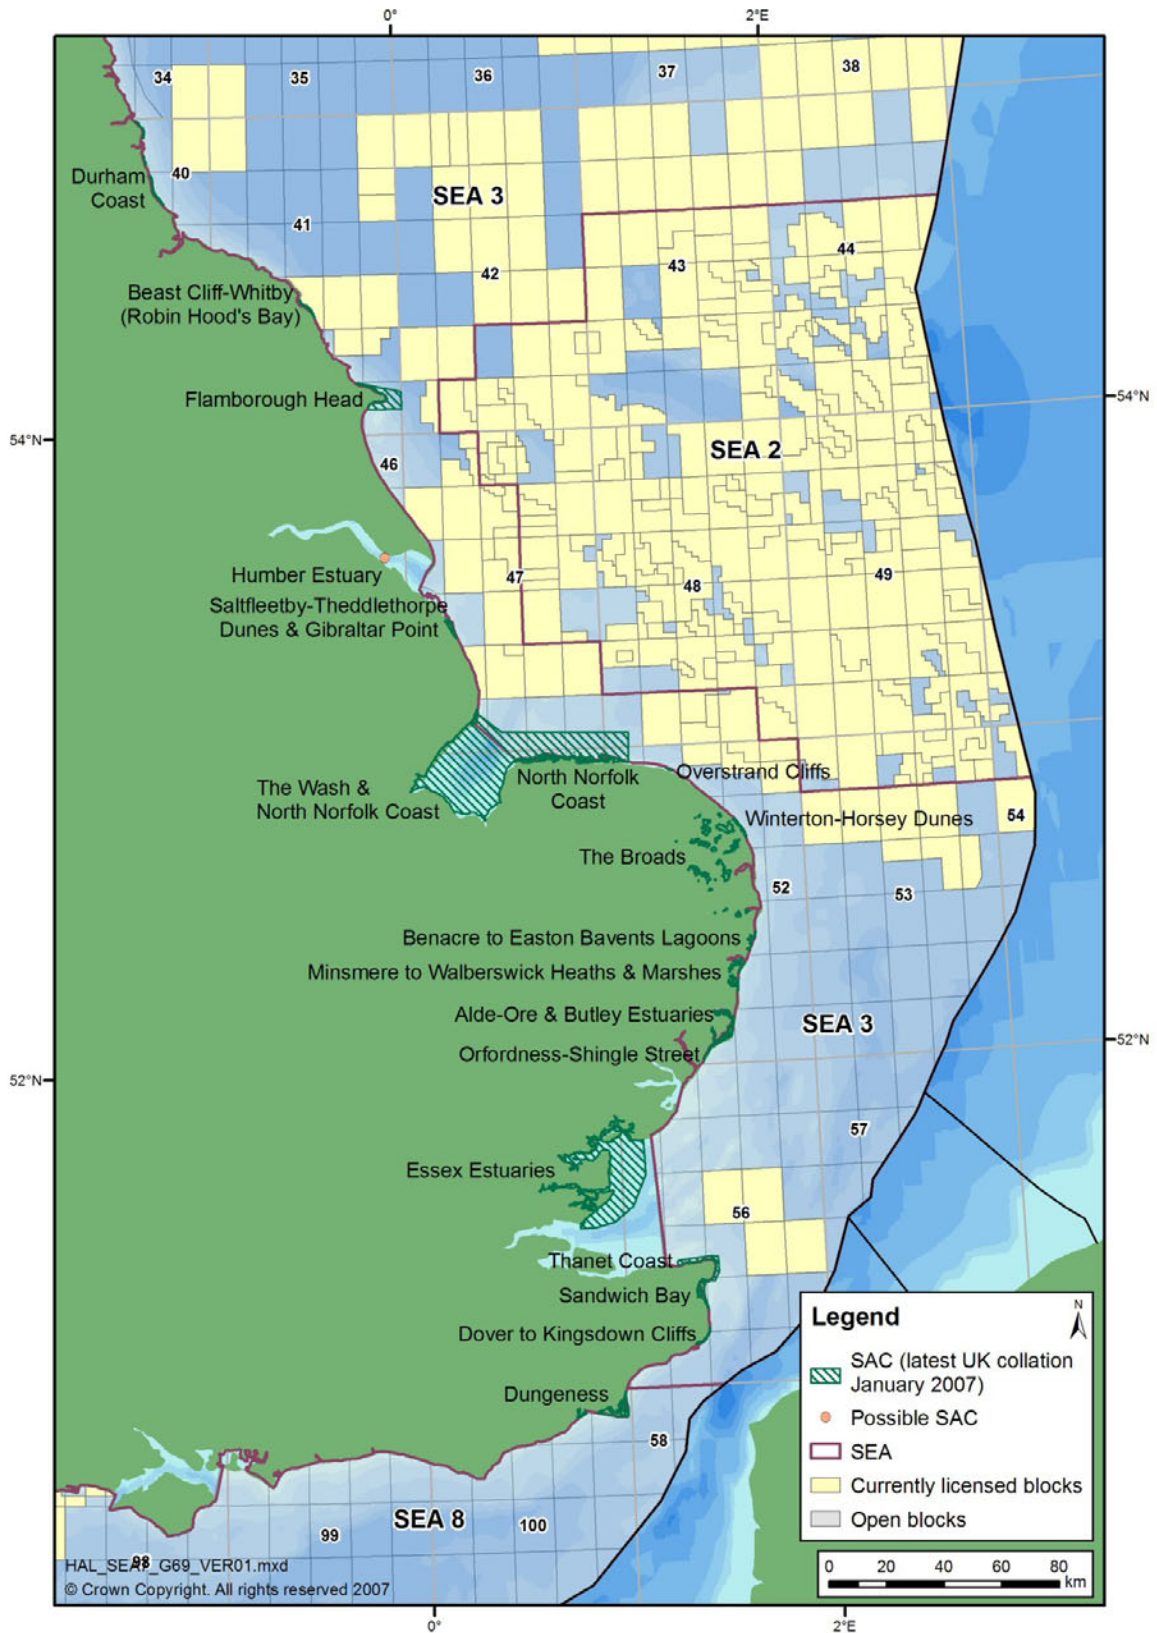 0°
2°E
34
35
36
37
38
Durham
Coast
40
SEA 3
41
42
43
44
Beast Cliff-Whitby
(Robin Hood's Bay)
Flamborough Head
54°N
54°N
SEA 2
46
Humber Estuary
47
48
49
Saltfleetby-Theddlethorpe
Dunes & Gibraltar Point
The Wash &
North Norfolk Coast
North Norfolk
Coast
Overstrand Cliffs
Winterton-Horsey Dunes
54
The Broads
52
53
Benacre to Easton Bavents Lagoons
Minsmere to Walberswick Heaths & Marshes
Alde-Ore & Butley Estuaries
SEA 3
Orfordness-Shingle Street
52°N
52°N
57
Essex Estuaries
56
Thanet Coast
Sandwich Bay
Dover to Kingsdown Cliffs
Dungeness
58
SEA 8
99
100
98
HAL_SEA8_G69_VER01.mxd
© Crown Copyright. All rights reserved 2007
Legend
N
SAC (latest UK collation
January 2007)
Possible SAC
SEA
Currently licensed blocks
Open blocks
0 10 20 40 60 80
km
0°
2°E